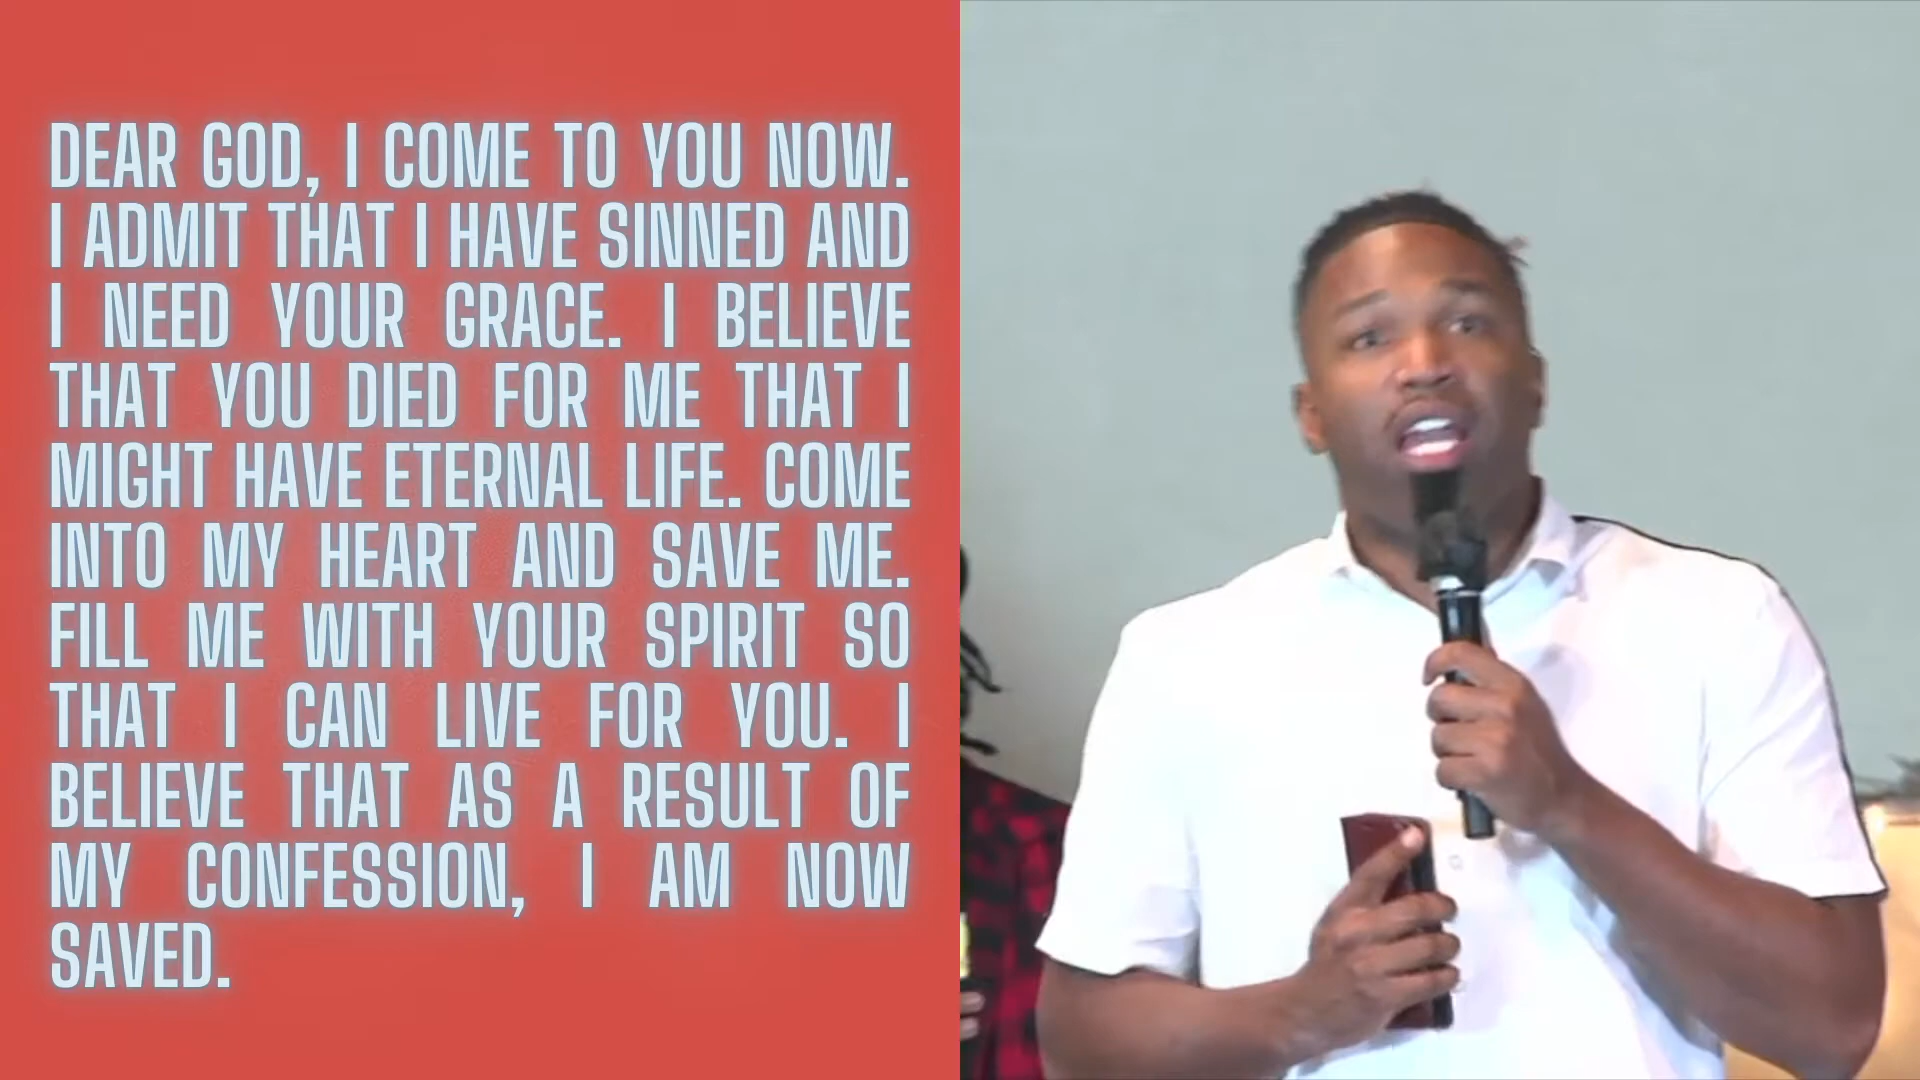 DEAR GOD, I COME TO YOU NOW.
I ADMIT THAT I HAVE SINNED AND
I NEED YOUR GRACE. I BELIEVE
THAT YOU DIED FOR ME THAT I
MIGHT HAVE ETERNAL LIFE. COME
INTO MY HEART AND SAVE ME.
FILL ME WITH YOUR SPIRIT SO
THAT I CAN LIVE FOR YOU. I
BELIEVE THAT AS A RESULT OF
MY CONFESSION, I AM NOW
SAVED.